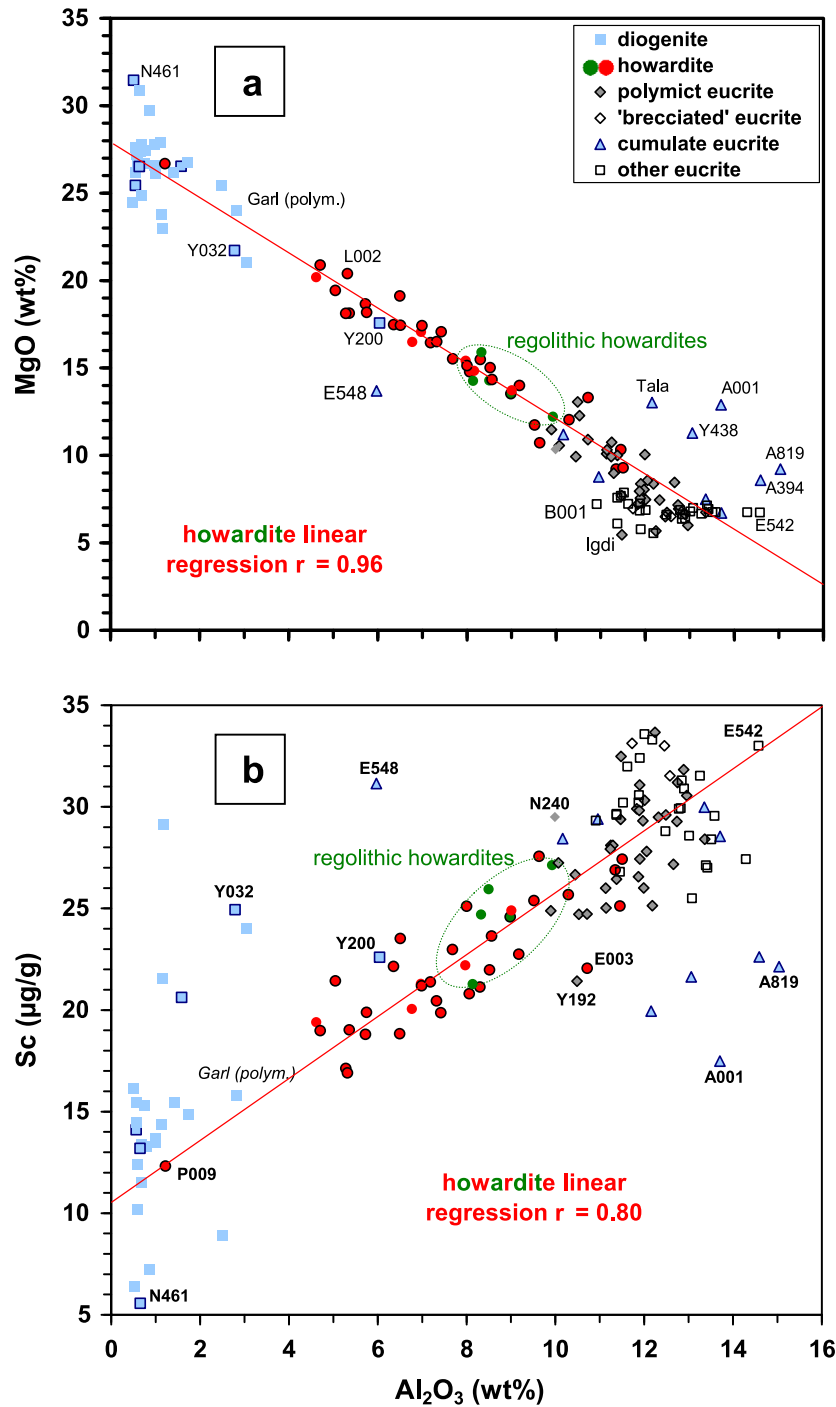 35
30
25
20
15
10
5
0
MgO (wt%)
a
diogenite
howardite
polymict eucrite
'brecciated' eucrite
cumulate eucrite
other eucrite
N461
Garl (polym.)
Y032
L002
Y200
regolithic howardites
E548
Tala
A001
Y438
A819
A394
B001
E542
Igdi
howardite linear
regression r = 0.96
35
30
25
20
15
10
5
Sc (µg/g)
b
E542
E548
N240
regolithic howardites
Y032
Y200
E003
Y192
A819
A001
Garl (polym.)
P009
howardite linear
regression r = 0.80
N461
0 2 4 6 8 10 12 14 16
Al₂O₃ (wt%)